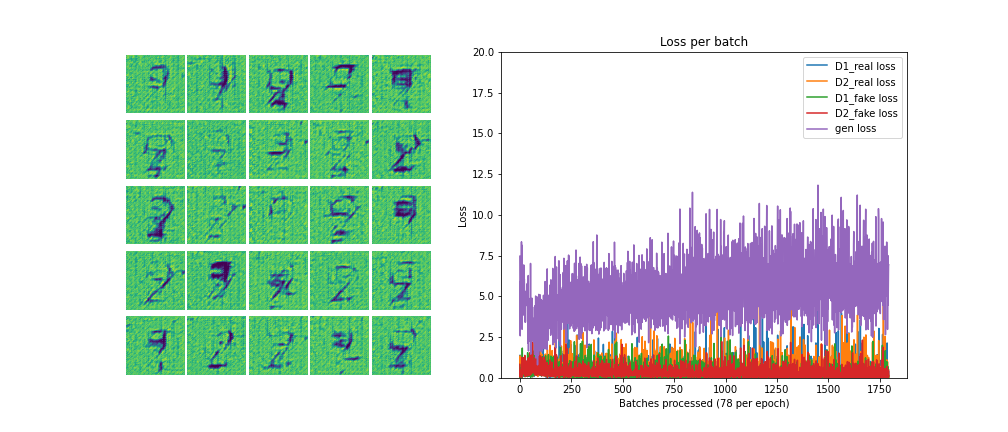 Loss per batch
20.0
17.5
15.0
12.5
10.0
7.5
5.0
2.5
0.0
Loss
D1_real loss
D2_real loss
D1_fake loss
D2_fake loss
gen loss
0 250 500 750 1000 1250 1500 1750
Batches processed (78 per epoch)